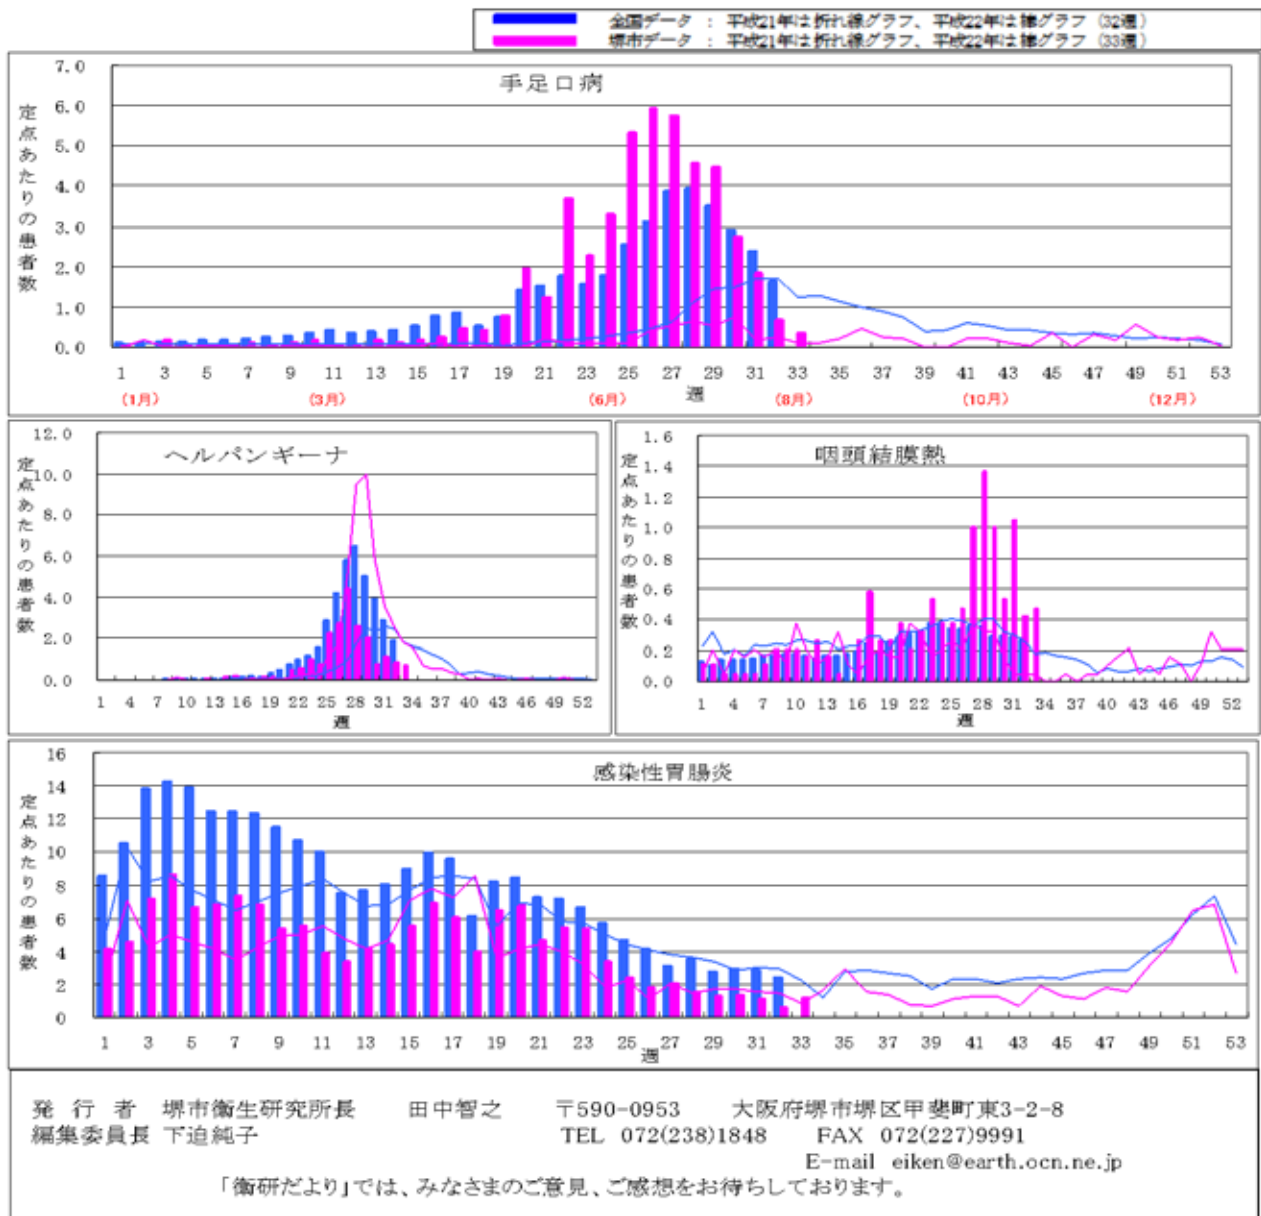 全国データ : 平成21年は折れ線グラフ、平成22年は棒グラフ (32週)
堺市データ : 平成21年は折れ線グラフ、平成22年は棒グラフ (33週)
手足口病
定点あたりの患者数
7.0
6.0
5.0
4.0
3.0
2.0
1.0
0.0
1 3 5 7 9 11 13 15 17 19 21 23 25 27 29 31 33 35 37 39 41 43 45 47 49 51 53
(1月) (3月) (6月) 週 (8月) (10月) (12月)
ヘルパンギーナ
定点あたりの患者数
12.0
10.0
8.0
6.0
4.0
2.0
0.0
1 4 7 10 13 16 19 22 25 28 31 34 37 40 43 46 49 52
週
咽頭結膜熱
定点あたりの患者数
1.6
1.4
1.2
1.0
0.8
0.6
0.4
0.2
0.0
1 4 7 10 13 16 19 22 25 28 31 34 37 40 43 46 49 52
週
感染性胃腸炎
定点あたりの患者数
16
14
12
10
8
6
4
2
0
1 3 5 7 9 11 13 15 17 19 21 23 25 27 29 31 33 35 37 39 41 43 45 47 49 51 53
週
発 行 者 堺市衛生研究所長 田中智之 〒590-0953 大阪府堺市堺区甲斐町東3-2-8
編集委員長 下迫純子 TEL 072(238)1848 FAX 072(227)9991
E-mail eiken@earth.ocn.ne.jp
「衛研だより」では、みなさまのご意見、ご感想をお待ちしております。